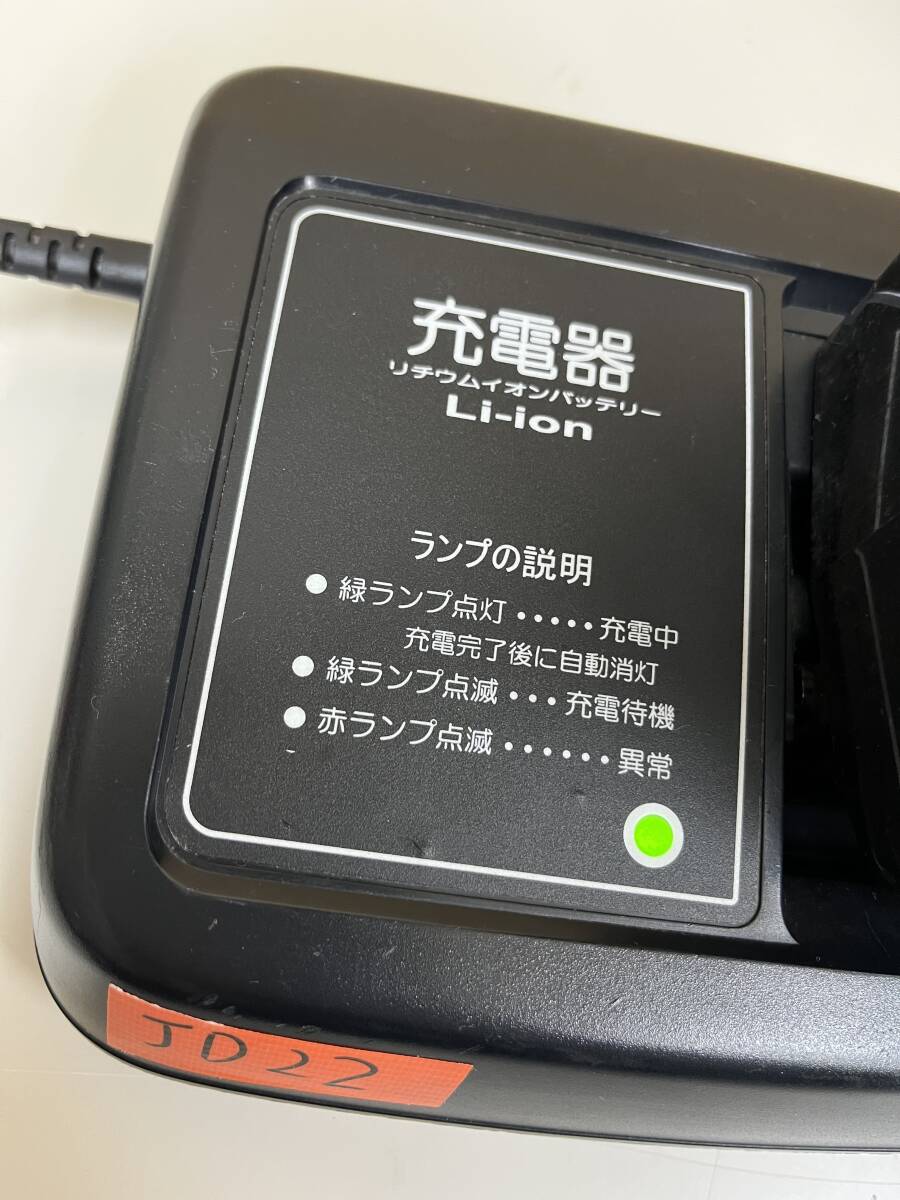 充電器
リチウムイオンバッテリー
Li-ion
ランプの説明
● 緑ランプ点灯 ・・・・・ 充電中
充電完了後に自動消灯
● 緑ランプ点滅 ・・・ 充電待機
● 赤ランプ点滅 ・・・・・・ 異常
JD22